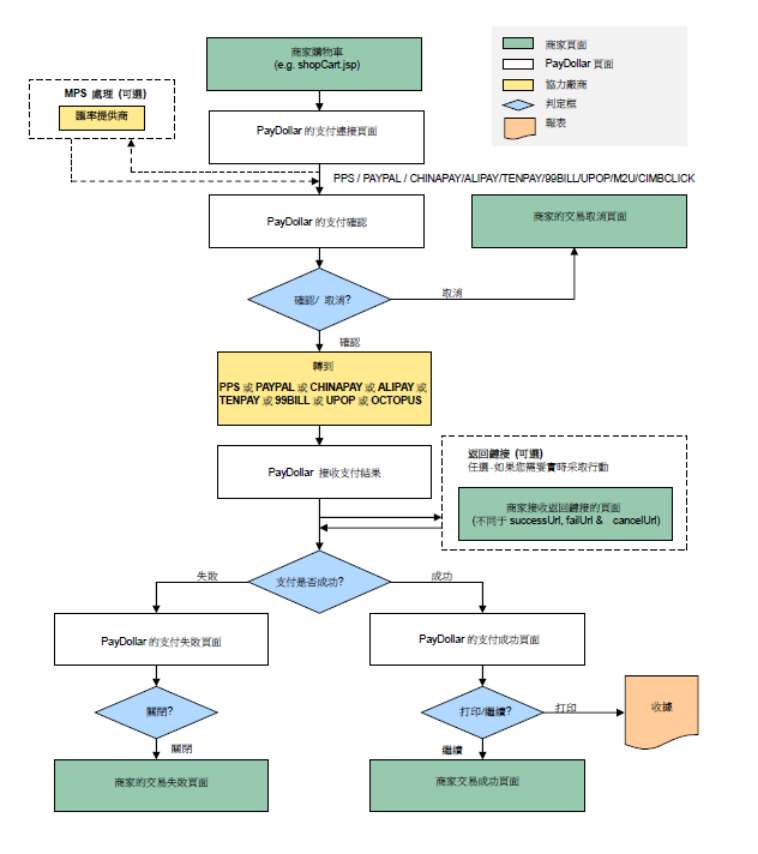 商家購物車
(e.g. shopCart.jsp)
商家頁面
PayDollar 頁面
協力廠商
判定框
報表
MPS 處理 (可選)
匯率提供商
PayDollar 的支付連接頁面
PPS / PAYPAL / CHINAPAY/ALIPAY/TENPAY/99BILL/UPOP/M2U/CIMBCLICK
PayDollar 的支付確認
商家的交易取消頁面
確認/ 取消?
取消
確認
轉到
PPS 或 PAYPAL 或 CHINAPAY 或 ALIPAY 或
TENPAY 或 99BILL 或 UPOP 或 OCTOPUS
PayDollar 接收支付結果
返回鏈接 (可選)
任選-如果您需要實時采取行動
商家接收返回鏈接的頁面
(不同于 successUrl, failUrl & cancelUrl)
支付是否成功?
失敗
成功
PayDollar 的支付失敗頁面
PayDollar 的支付成功頁面
關閉?
打印/繼續?
打印
收據
關閉
繼續
商家的交易失敗頁面
商家交易成功頁面